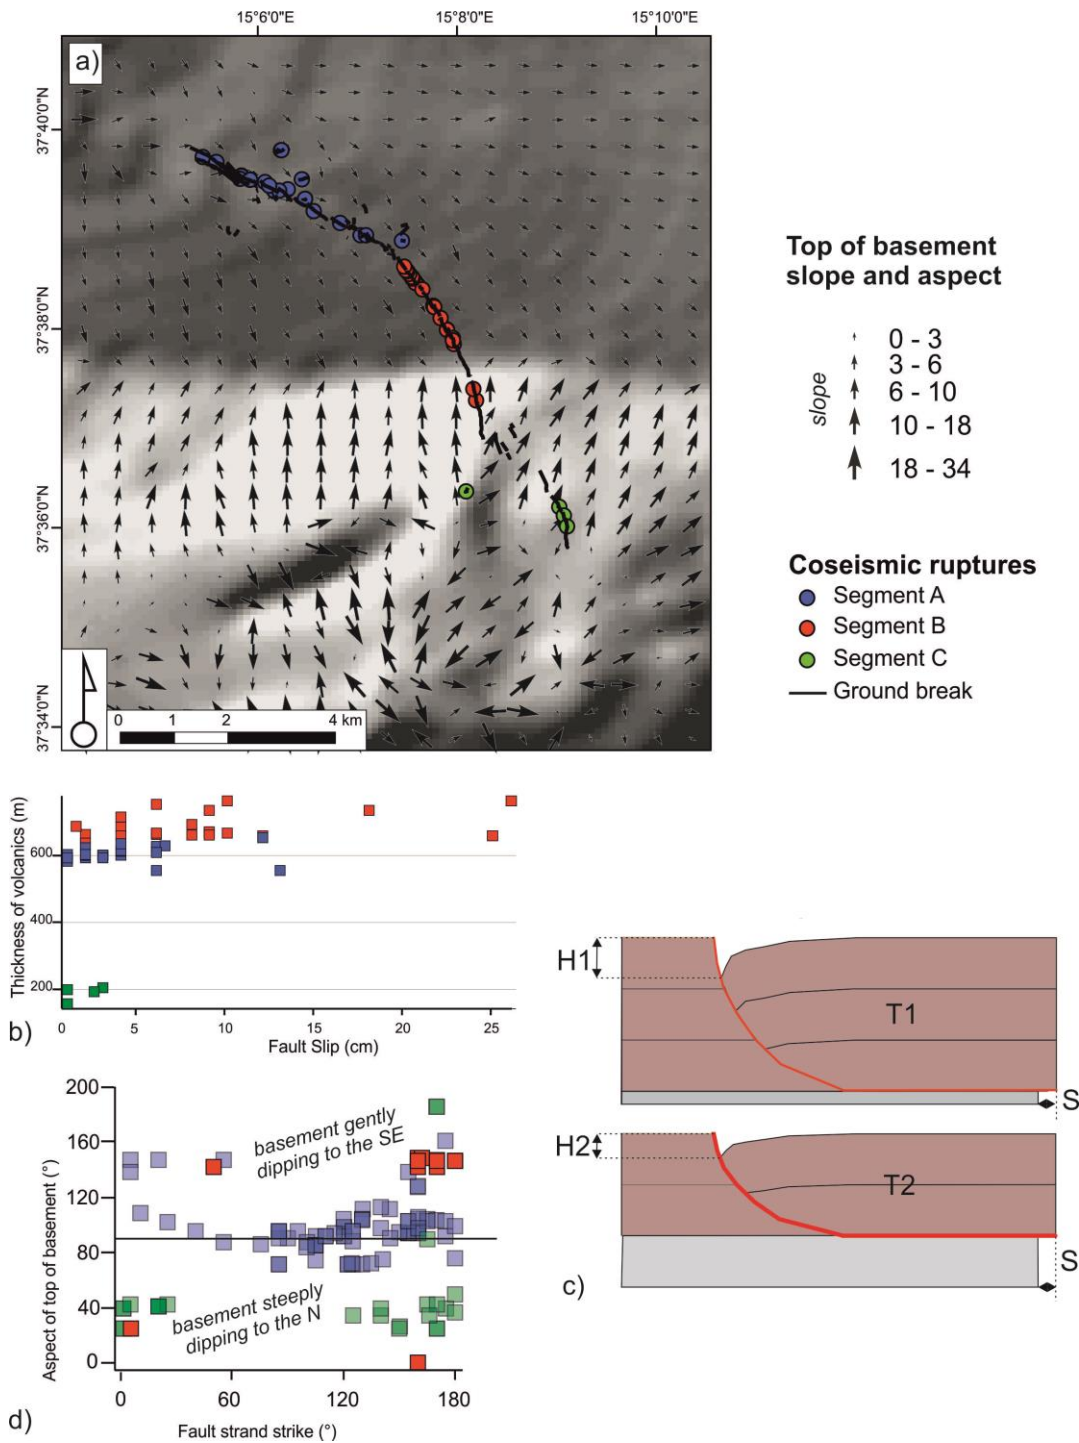 15°6'0"E
15°8'0"E
15°10'0"E
a)
37°40'0"N
37°38'0"N
37°36'0"N
37°34'0"N
0 1 2 4 km
Top of basement
slope and aspect
slope
0 - 3
3 - 6
6 - 10
10 - 18
18 - 34
Coseismic ruptures
Segment A
Segment B
Segment C
Ground break
Thickness of volcanics (m)
600
400
200
0 5 10 15 20 25
Fault Slip (cm)
b)
H1
T1
S
H2
T2
S
c)
Aspect of top of basement (°)
200
160
120
80
40
0
basement gently
dipping to the SE
basement steeply
dipping to the N
0 60 120 180
Fault strand strike (°)
d)